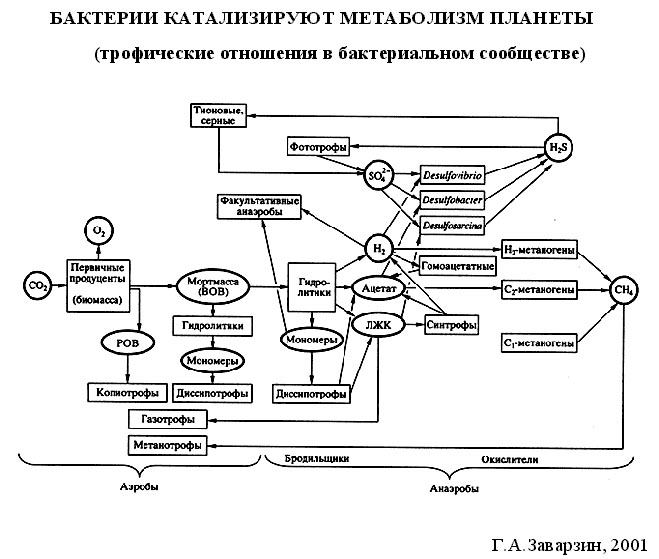 БАКТЕРИИ КАТАЛИЗИРУЮТ МЕТАБОЛИЗМ ПЛАНЕТЫ
(трофические отношения в бактериальном сообществе)
Тионовые,
серные
Фототрофы
H₂S
SO₄²⁻
Desulfovibrio
Desulfobacter
Desulfosarcina
Факультативные
анаэробы
O₂
H₂
H₂-метаногены
CO₂
Первичные
продуценты
(биомасса)
Мортмасса
(ВОВ)
Гидро-
литики
Гомоацетатные
Ацетат
C₂-метаногены
CH₄
РОВ
Гидролитики
Мономеры
ЛЖК
Синтрофы
C₁-метаногены
Мономеры
Копиотрофы
Диссипотрофы
Диссипотрофы
Газотрофы
Метанотрофы
Бродильщики
Окислители
Аэробы
Анаэробы
Г.А.Заварзин, 2001